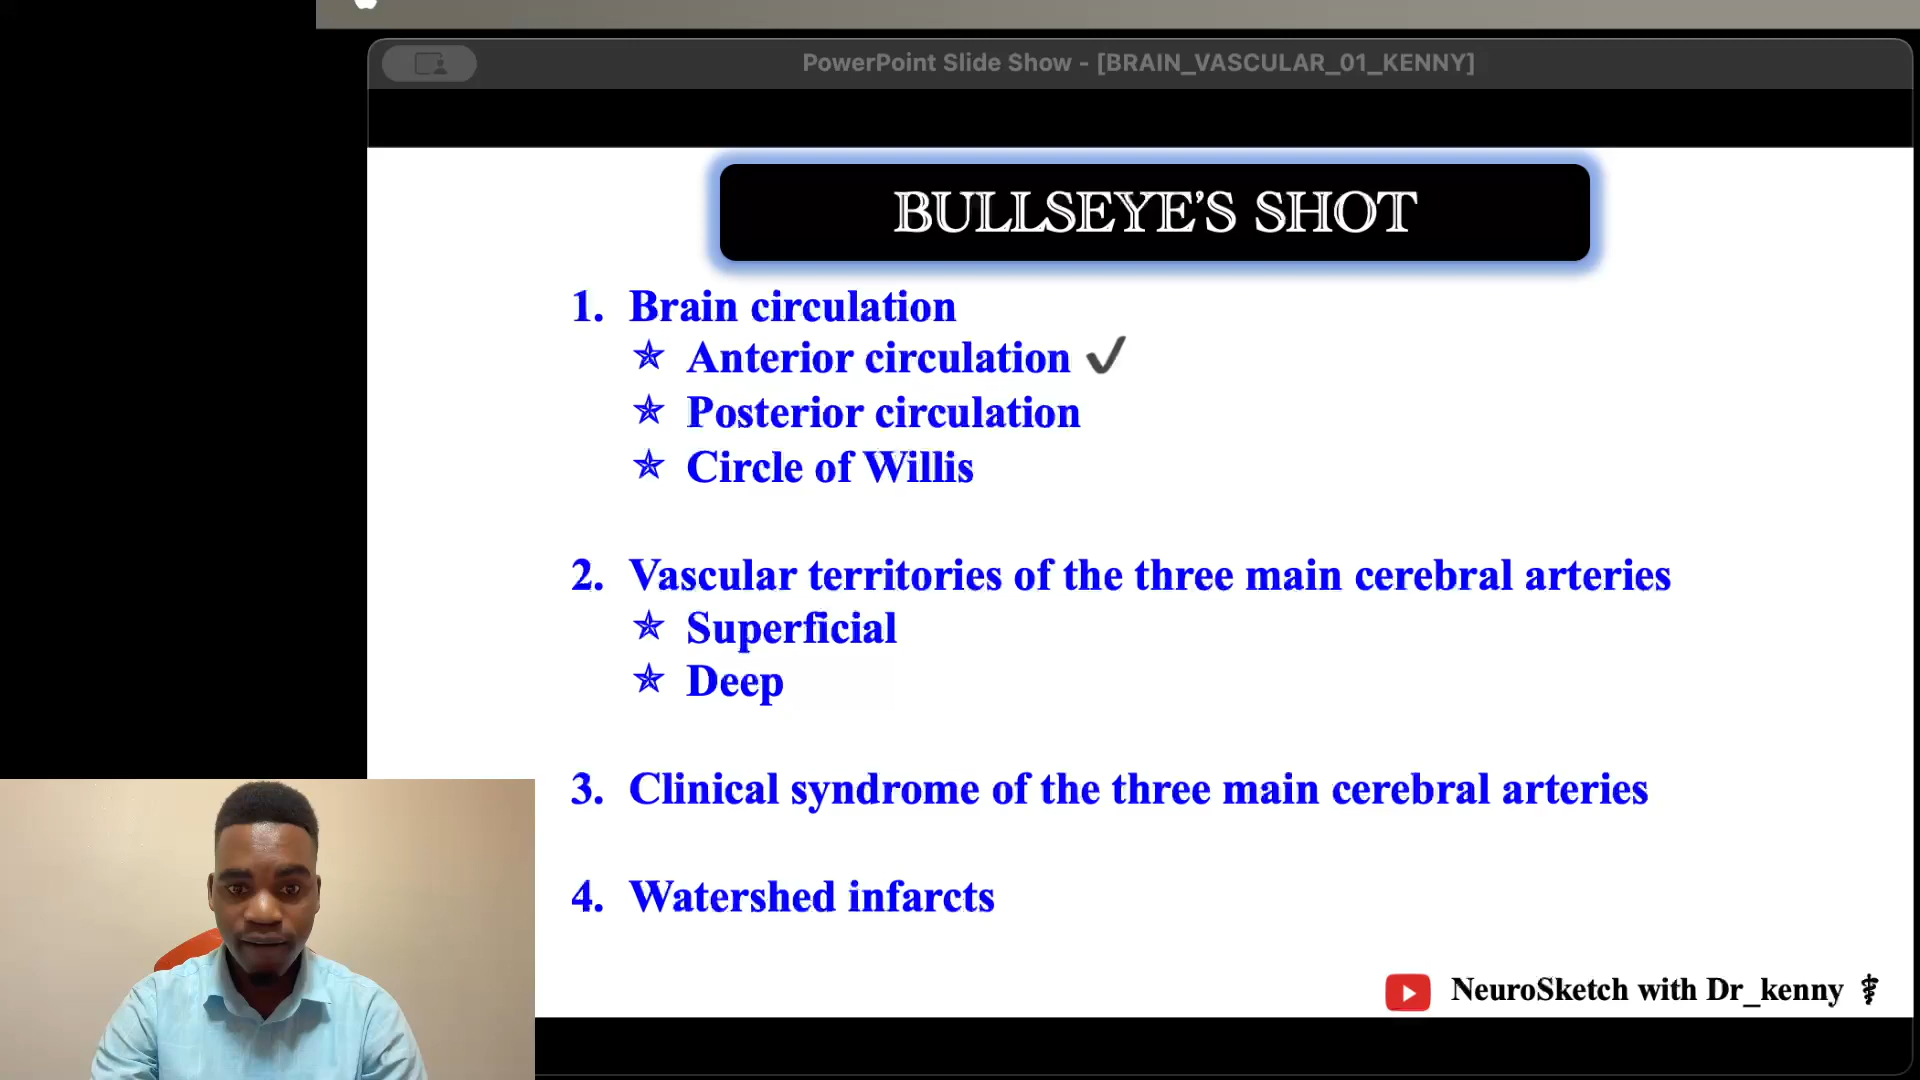 PowerPoint Slide Show - [BRAIN_VASCULAR_01_KENNY]
BULLSEYE’S SHOT
1. Brain circulation
✯ Anterior circulation ✔
✯ Posterior circulation
✯ Circle of Willis
2. Vascular territories of the three main cerebral arteries
✯ Superficial
✯ Deep
3. Clinical syndrome of the three main cerebral arteries
4. Watershed infarcts
NeuroSketch with Dr_kenny ⚕